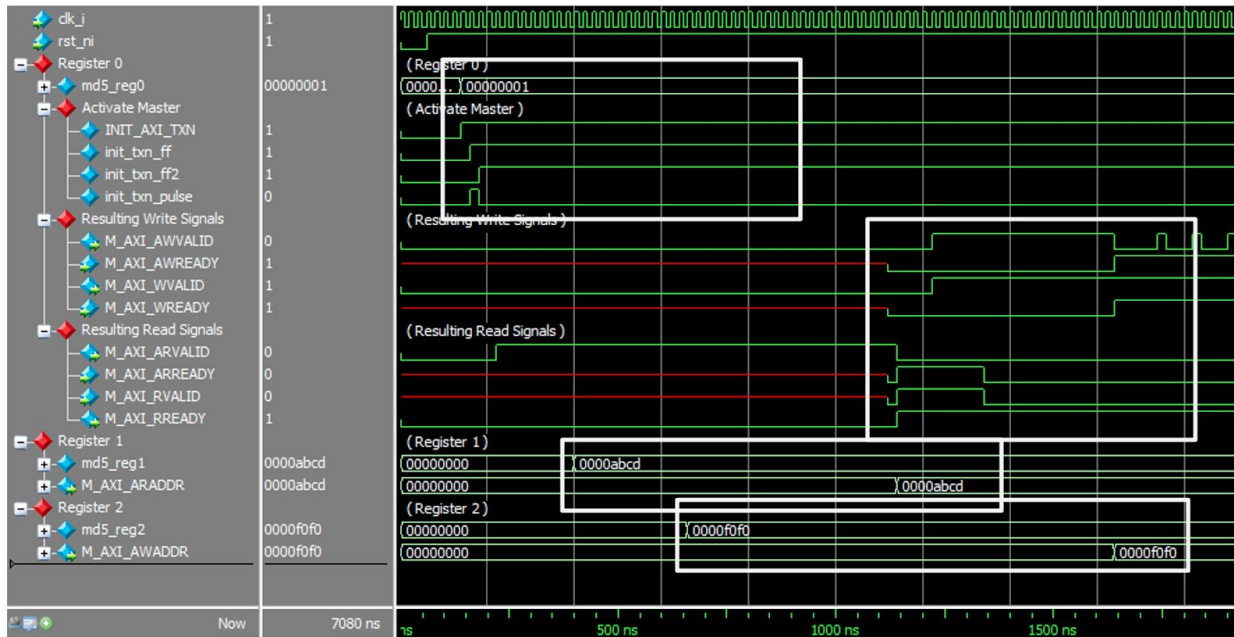 clk_i 1
rst_ni 1
Register 0 (Register 0)
md5_reg0 00000001 0000... 00000001
Activate Master (Activate Master)
INIT_AXI_TXN 1
init_txn_ff 1
init_txn_ff2 1
init_txn_pulse 0
Resulting Write Signals (Resulting Write Signals)
M_AXI_AWVALID 0
M_AXI_AWREADY 1
M_AXI_WVALID 1
M_AXI_WREADY 1
Resulting Read Signals (Resulting Read Signals)
M_AXI_ARVALID 0
M_AXI_ARREADY 0
M_AXI_RVALID 0
M_AXI_RREADY 1
Register 1 (Register 1)
md5_reg1 0000abcd 00000000 0000abcd
M_AXI_ARADDR 0000abcd 00000000 0000abcd
Register 2 (Register 2)
md5_reg2 0000f0f0 00000000 0000f0f0
M_AXI_AWADDR 0000f0f0 00000000 0000f0f0
Now 7080 ns ns 500 ns 1000 ns 1500 ns